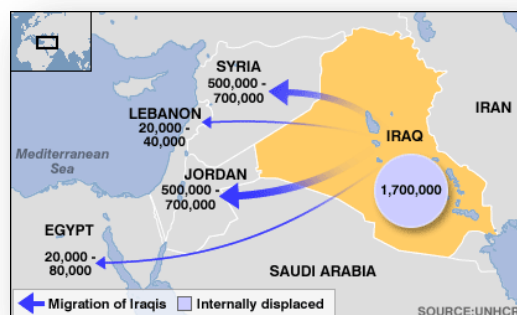 SYRIA
500,000 -
700,000
LEBANON
20,000 -
40,000
IRAN
IRAQ
Mediterranean
Sea
JORDAN
500,000 -
700,000
1,700,000
EGYPT
20,000 -
80,000
SAUDI ARABIA
Migration of Iraqis
Internally displaced
SOURCE:UNHCR